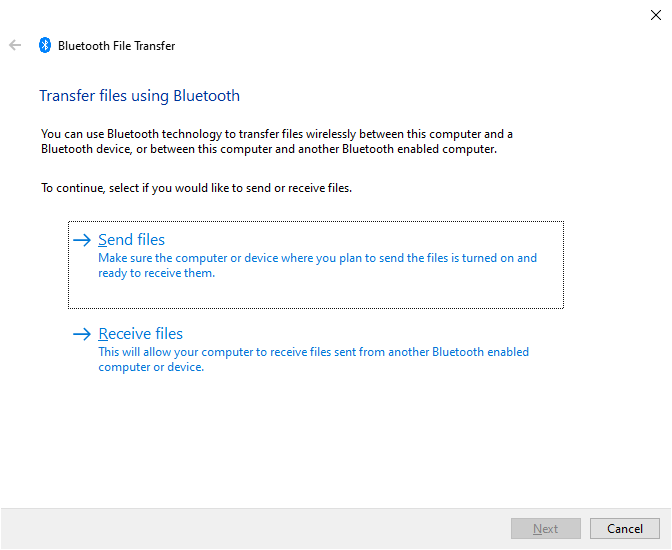 Bluetooth File Transfer
Transfer files using Bluetooth
You can use Bluetooth technology to transfer files wirelessly between this computer and a
Bluetooth device, or between this computer and another Bluetooth enabled computer.
To continue, select if you would like to send or receive files.
Send files
Make sure the computer or device where you plan to send the files is turned on and
ready to receive them.
Receive files
This will allow your computer to receive files sent from another Bluetooth enabled
computer or device.
Next
Cancel